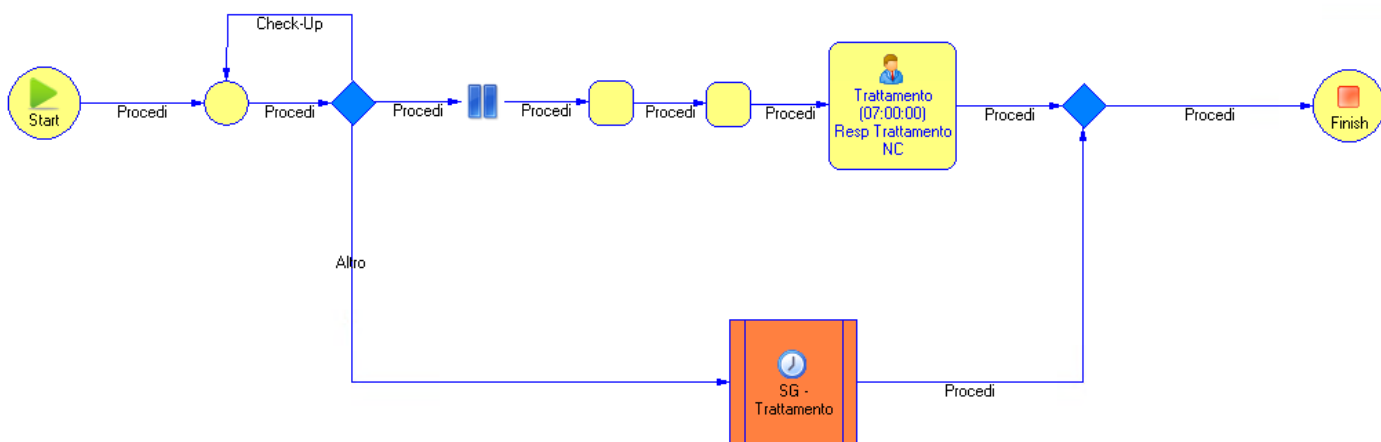 Check-Up
Start
Procedi
Procedi
Procedi
Procedi
Procedi
Procedi
Trattamento
(07:00:00)
Resp Trattamento
NC
Procedi
Procedi
Finish
Altro
SG -
Trattamento
Procedi